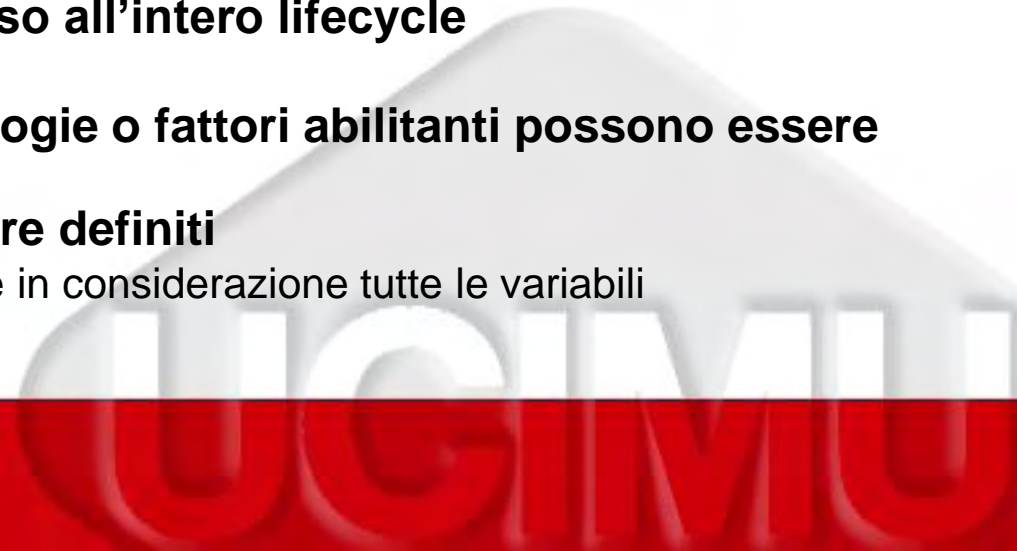 so all’intero lifecycle
ogie o fattori abilitanti possono essere
re definiti
e in considerazione tutte le variabili
UCIMU